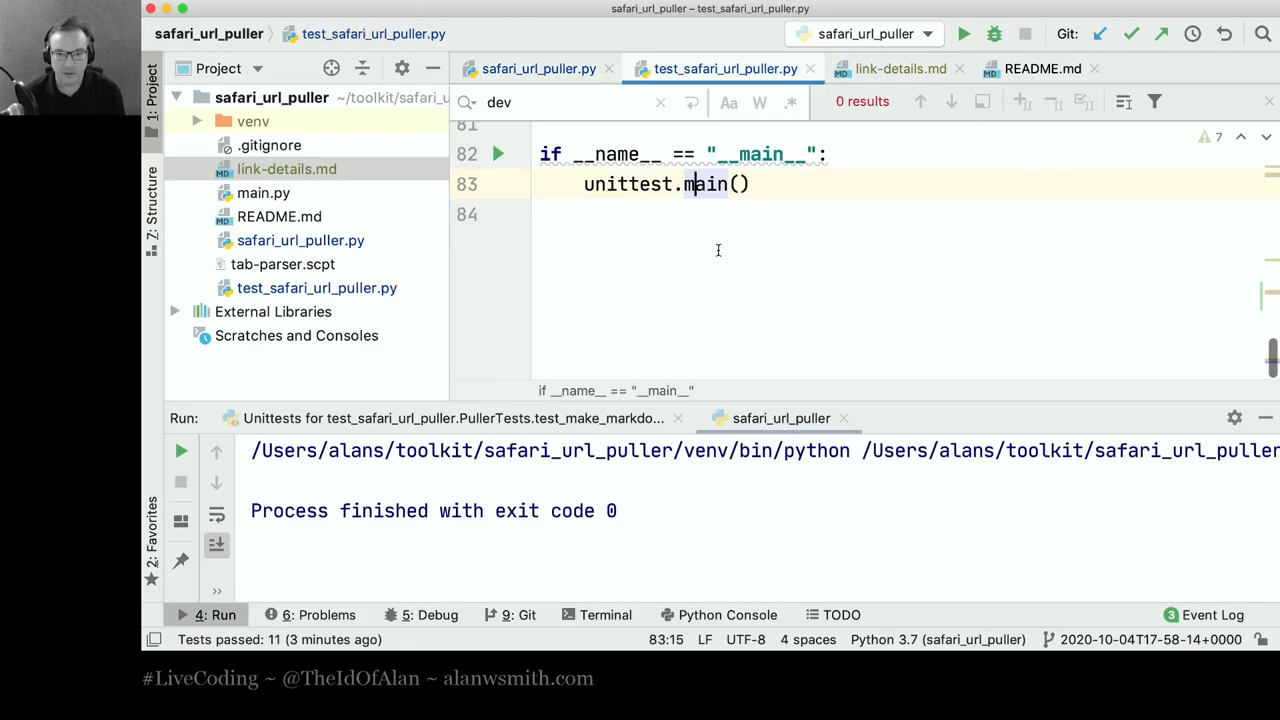 safari_url_puller – test_safari_url_puller.py
safari_url_puller
test_safari_url_puller.py
safari_url_puller
Git:
1: Project
Project
safari_url_puller.py
test_safari_url_puller.py
link-details.md
README.md
safari_url_puller ~/toolkit/safari_u
dev
Aa W .*
0 results
venv
.gitignore
link-details.md
main.py
README.md
safari_url_puller.py
tab-parser.scpt
test_safari_url_puller.py
External Libraries
Scratches and Consoles
7: Structure
81
82 if __name__ == "__main__":
83 unittest.main()
84
7
if __name__ == "__main__"
Run:
Unittests for test_safari_url_puller.PullerTests.test_make_markdo...
safari_url_puller
/Users/alans/toolkit/safari_url_puller/venv/bin/python /Users/alans/toolkit/safari_url_puller
Process finished with exit code 0
2: Favorites
4: Run
6: Problems
5: Debug
9: Git
Terminal
Python Console
TODO
3 Event Log
Tests passed: 11 (3 minutes ago)
83:15 LF UTF-8 4 spaces Python 3.7 (safari_url_puller) 2020-10-04T17-58-14+0000
#LiveCoding ~ @TheIdOfAlan ~ alanwsmith.com